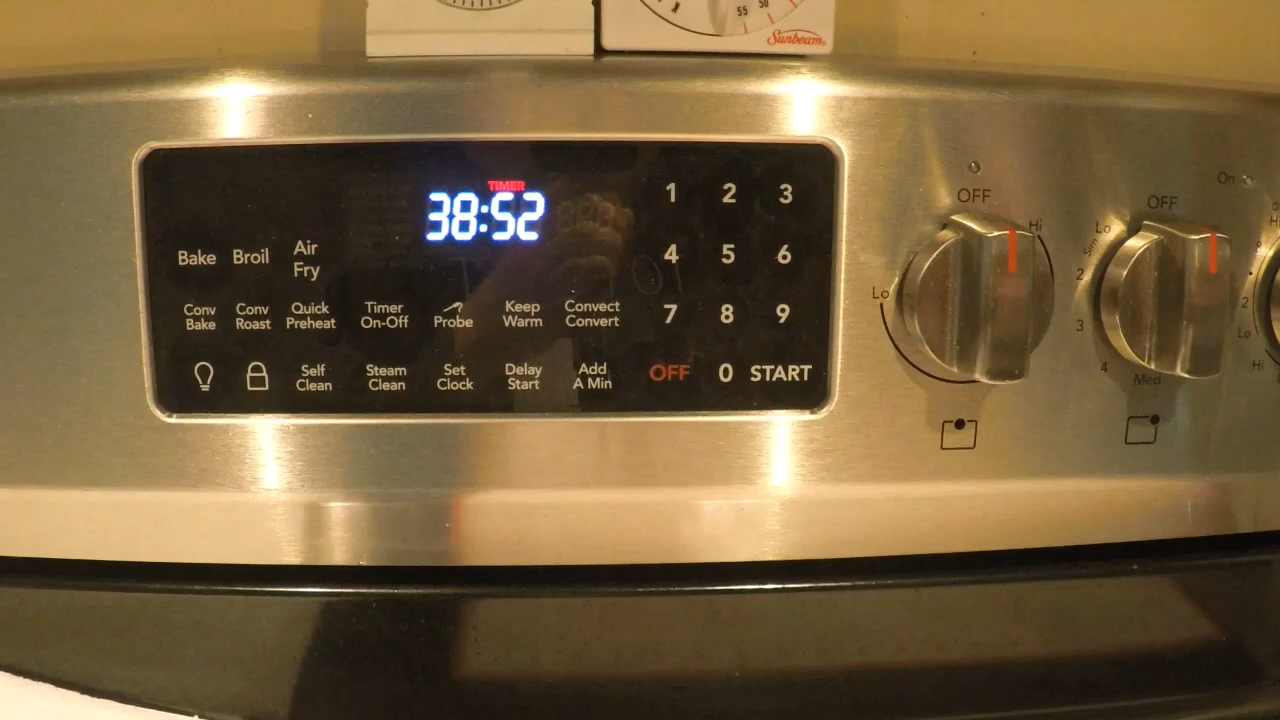 55 50
Sunbeam
TIMER
38:52
1 2 3
Bake Broil Air Fry
4 5 6
Conv Bake Conv Roast Quick Preheat Timer On-Off Probe Keep Warm Convect Convert
7 8 9
Self Clean Steam Clean Set Clock Delay Start Add A Min
OFF 0 START
OFF
Hi
Lo
OFF
Lo
Sim
2
3
4
Med
On
2
Lo
Hi